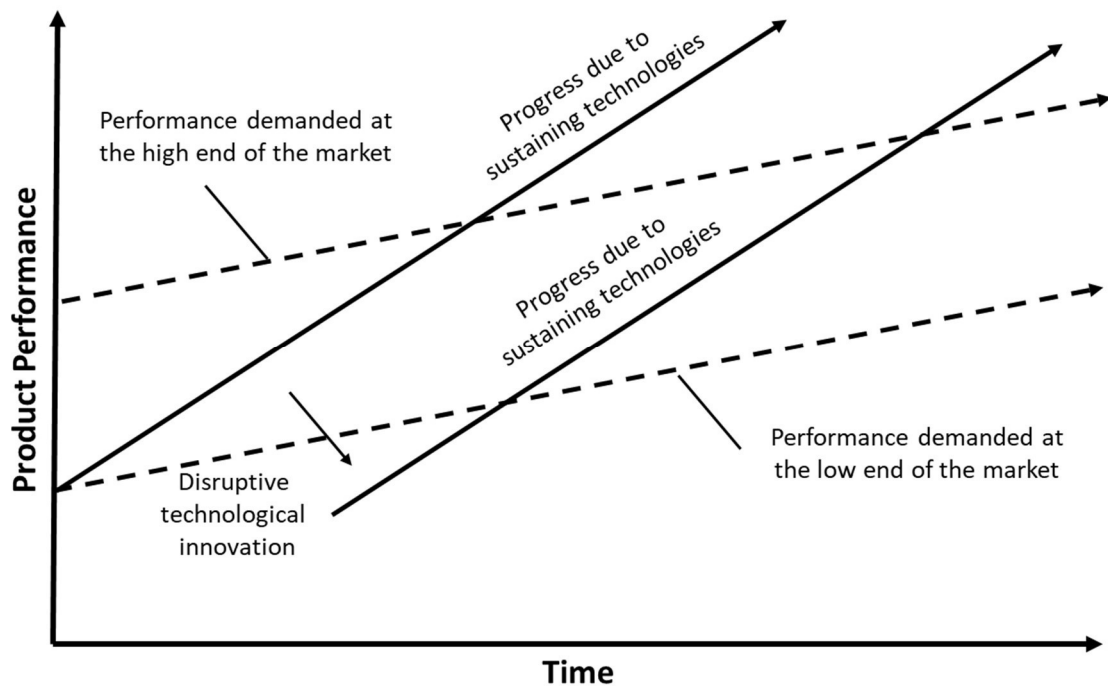 Progress due to
sustaining technologies
Performance demanded at
the high end of the market
Product Performance
Progress due to
sustaining technologies
Performance demanded at
the low end of the market
Disruptive
technological
innovation
Time